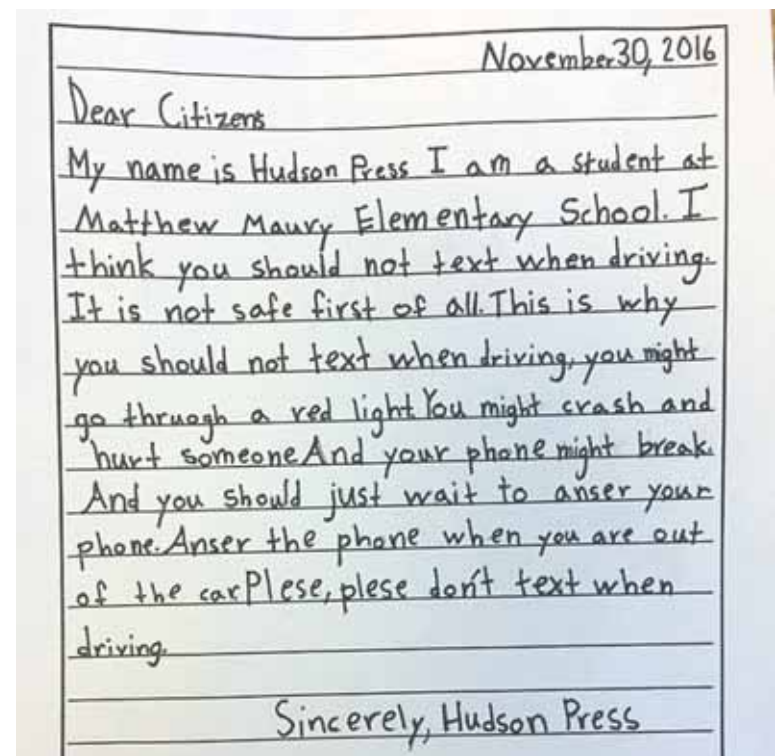 November 30, 2016
Dear Citizens
My name is Hudson Press I am a student at
Matthew Maury Elementary School. I
think you should not text when driving.
It is not safe first of all. This is why
you should not text when driving, you might
go thruogh a red light You might crash and
hurt someone And your phone might break.
And you should just wait to anser your
phone. Anser the phone when you are out
of the car Plese, plese don't text when
driving.
Sincerely, Hudson Press